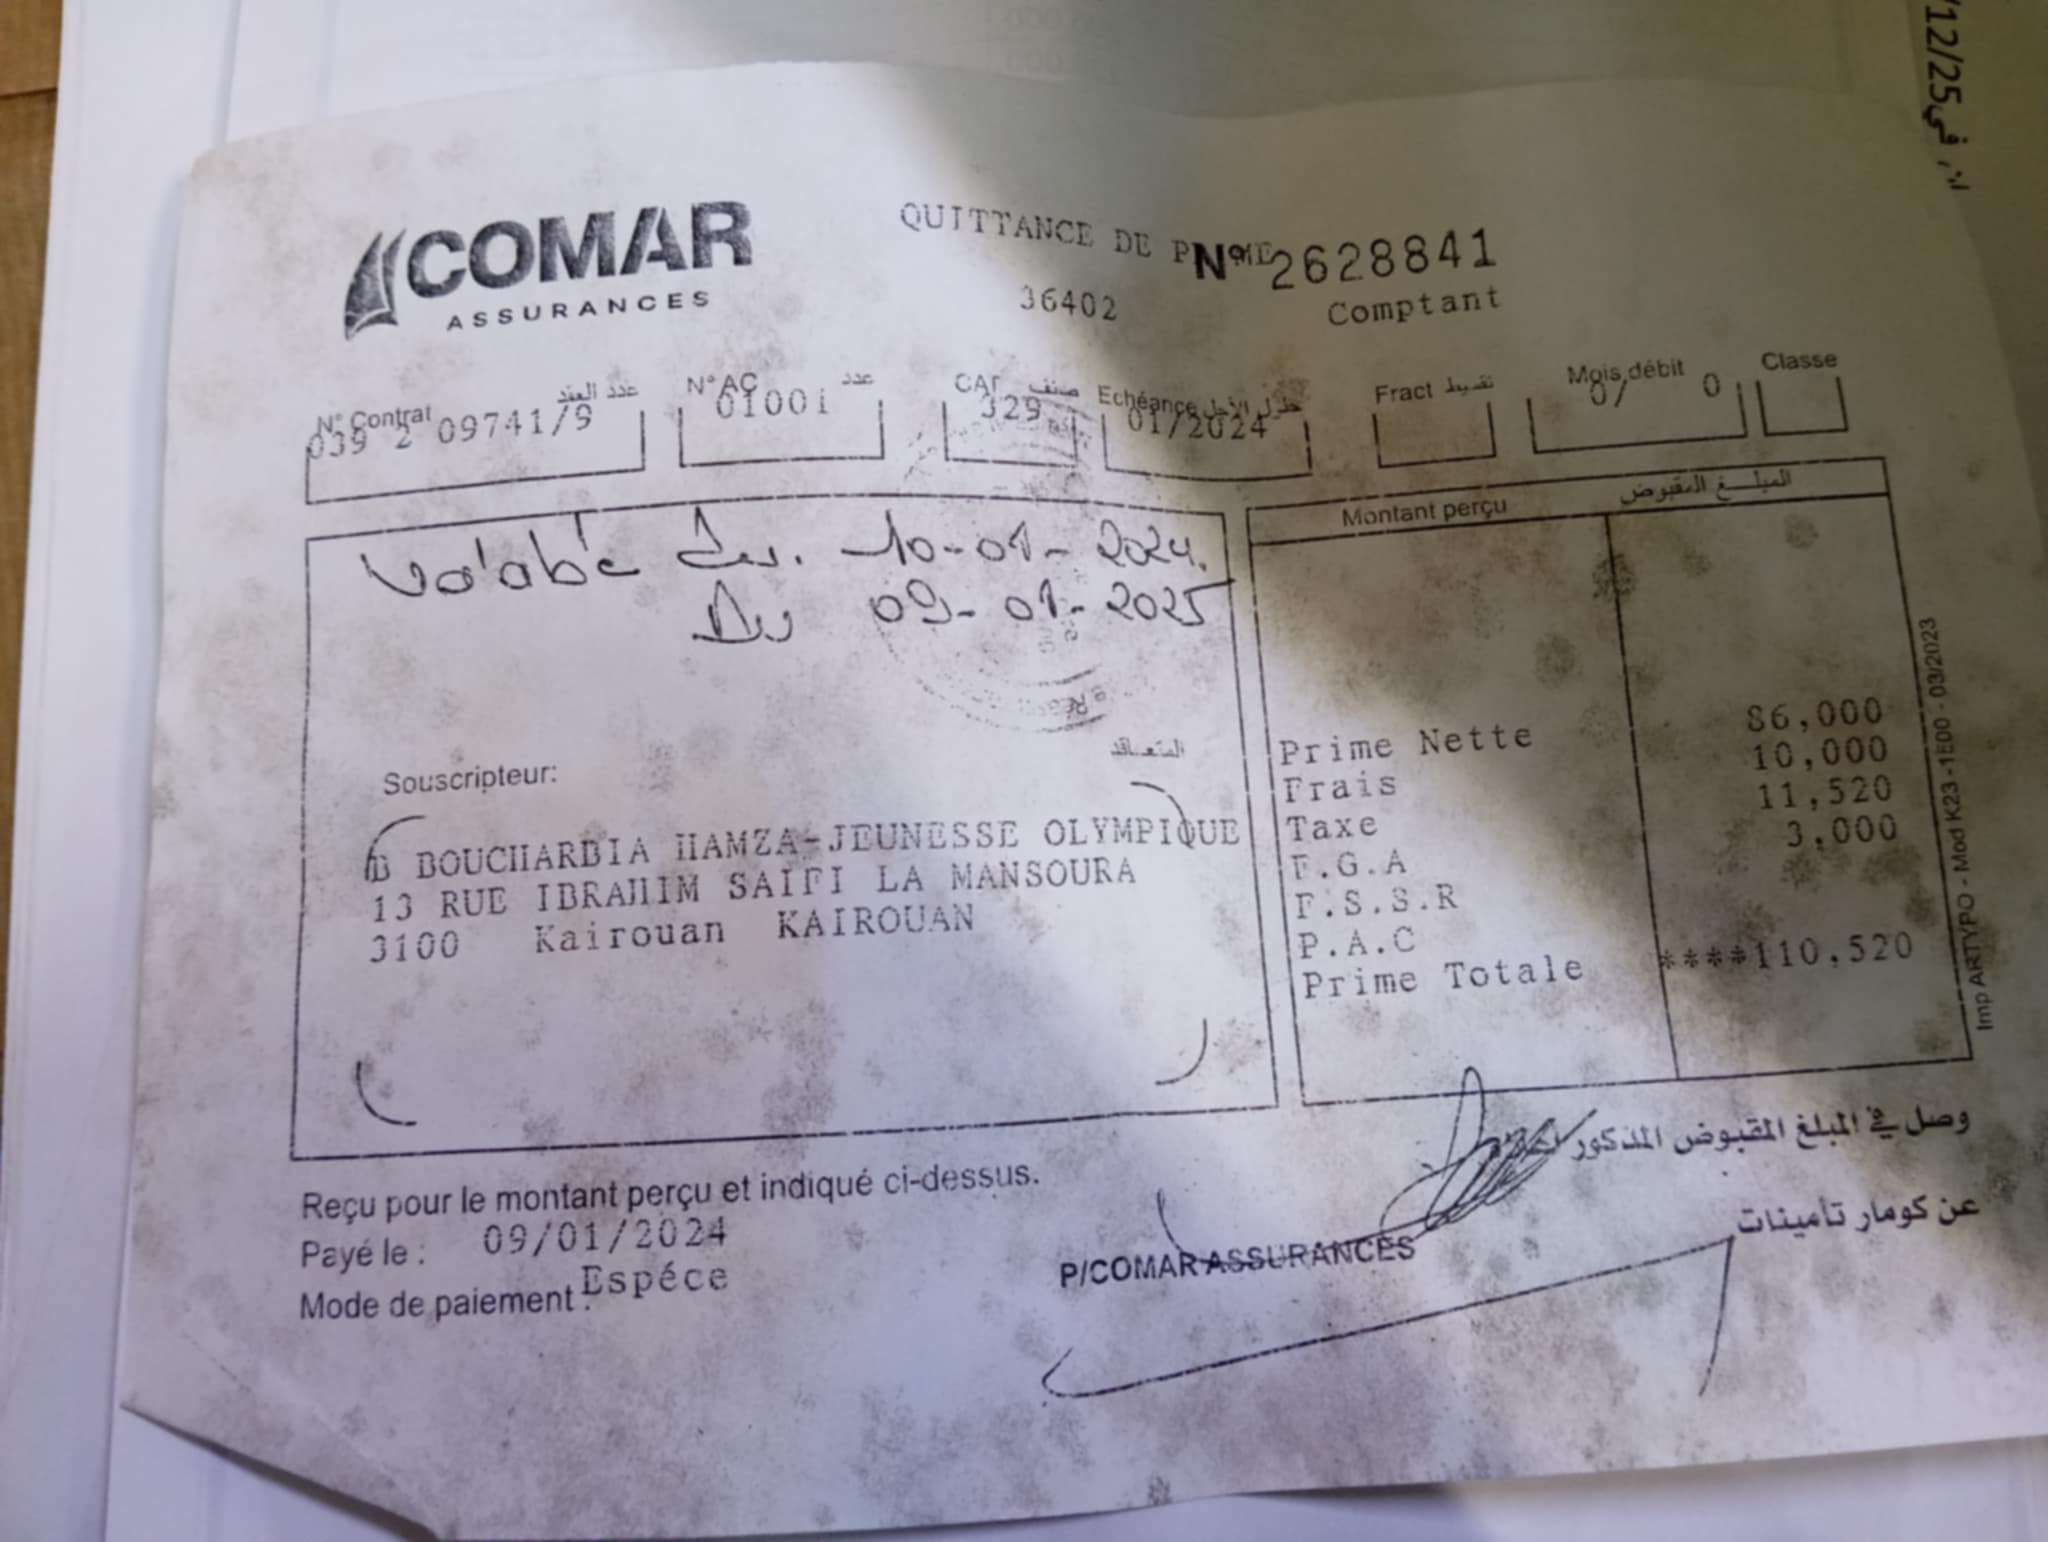 /12/25في
COMAR
ASSURANCES
QUITTANCE DE PRIME
N° 2628841
36402
Comptant
N° Contrat عدد العقد
039 2 09741/9
N° AC عدد
0100i
CAT صنف
329
Echéance حلول الأجل
01/2024
Fract تقسيط
Mois débit
0/ 0
Classe
Valable Du. 10-01-2024.
Au 09-01-2025
Souscripteur: المتعاقد
B BOUCHARBIA HAMZA-JEUNESSE OLYMPIQUE
13 RUE IBRAHIM SAIFI LA MANSOURA
3100 Kairouan KAIROUAN
Montant perçu المبلــغ المقبوض
Prime Nette 86,000
Frais 10,000
Taxe 11,520
F.G.A 3,000
F.S.S.R
P.A.C
Prime Totale ****110,520
Imp ARTYPO - Mod K23 -1E00 - 03/2023
Reçu pour le montant perçu et indiqué ci-dessus.
وصل في المبلغ المقبوض المذكور
Payé le : 09/01/2024
Mode de paiement : Espéce
P/COMAR ASSURANCES
عن كومار تأمينات